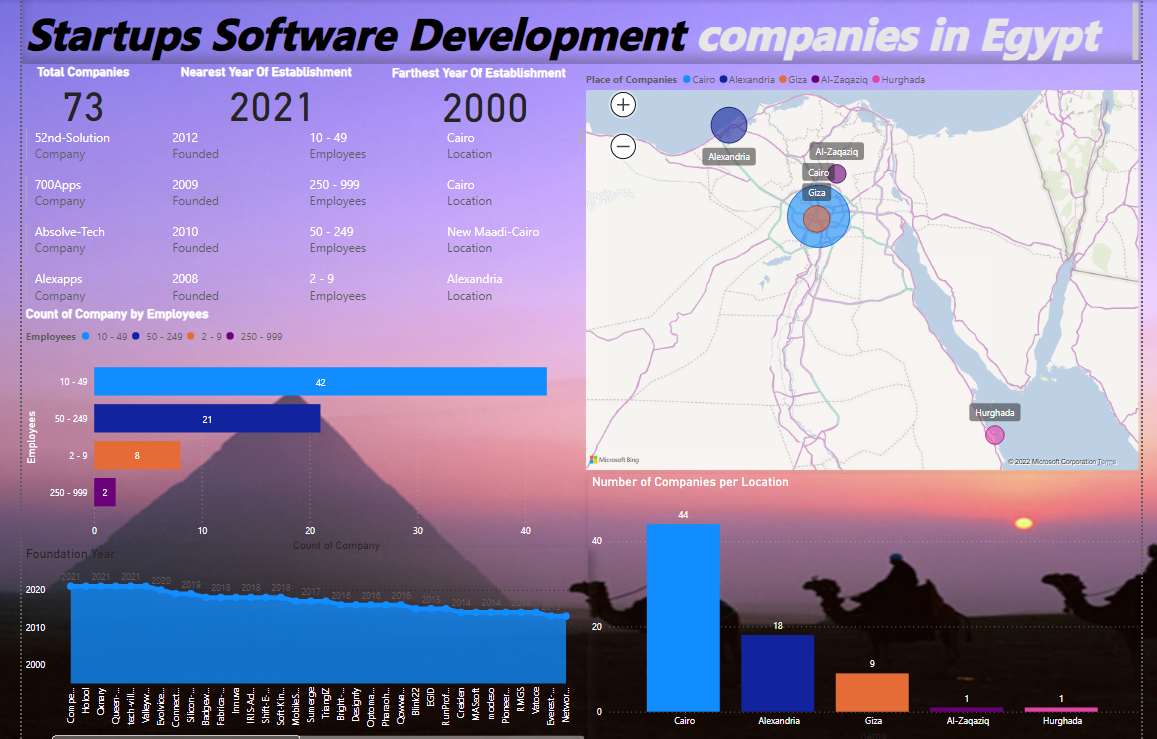 Startups Software Development companies in Egypt
Total Companies
Nearest Year Of Establishment
Farthest Year Of Establishment
73
2021
2000
52nd-Solution
Company
2012
Founded
10 - 49
Employees
Cairo
Location
700Apps
Company
2009
Founded
250 - 999
Employees
Cairo
Location
Absolve-Tech
Company
2010
Founded
50 - 249
Employees
New Maadi-Cairo
Location
Alexapps
Company
2008
Founded
2 - 9
Employees
Alexandria
Location
Count of Company by Employees
Employees 10 - 49 50 - 249 2 - 9 250 - 999
Employees
10 - 49
42
50 - 249
21
2 - 9
8
250 - 999
2
0 10 20 30 40
Count of Company
Foundation Year
2021 2021 2021 2020 2019 2018 2018 2018 2017 2016 2016 2016 2015 2014
2020
2010
2000
Compe...
Hotool
Queen-...
tech-vill...
Evolvice...
Connect...
Silicon-...
Badgew...
Fabrica-...
Innuva
IRIS-Ad...
Shift-E-...
Soft-Kin...
MobileS...
Sumerge
TriangIZ
Bright-...
Designfy
Optoma...
Pharaoh...
Qowwa...
Blink22
EGID
RunProf...
Creiden
MASsoft
modeso
Pioneer...
RMGS
Vatoce
Everest-...
Networ...
Place of Companies Cairo Alexandria Giza Al-Zaqaziq Hurghada
+
−
Alexandria
Al-Zaqaziq
Cairo
Giza
Hurghada
Microsoft Bing
© 2022 Microsoft Corporation Terms
Number of Companies per Location
40
20
0
44
18
9
1
1
Cairo
Alexandria
Giza
Al-Zaqaziq
Hurghada
name